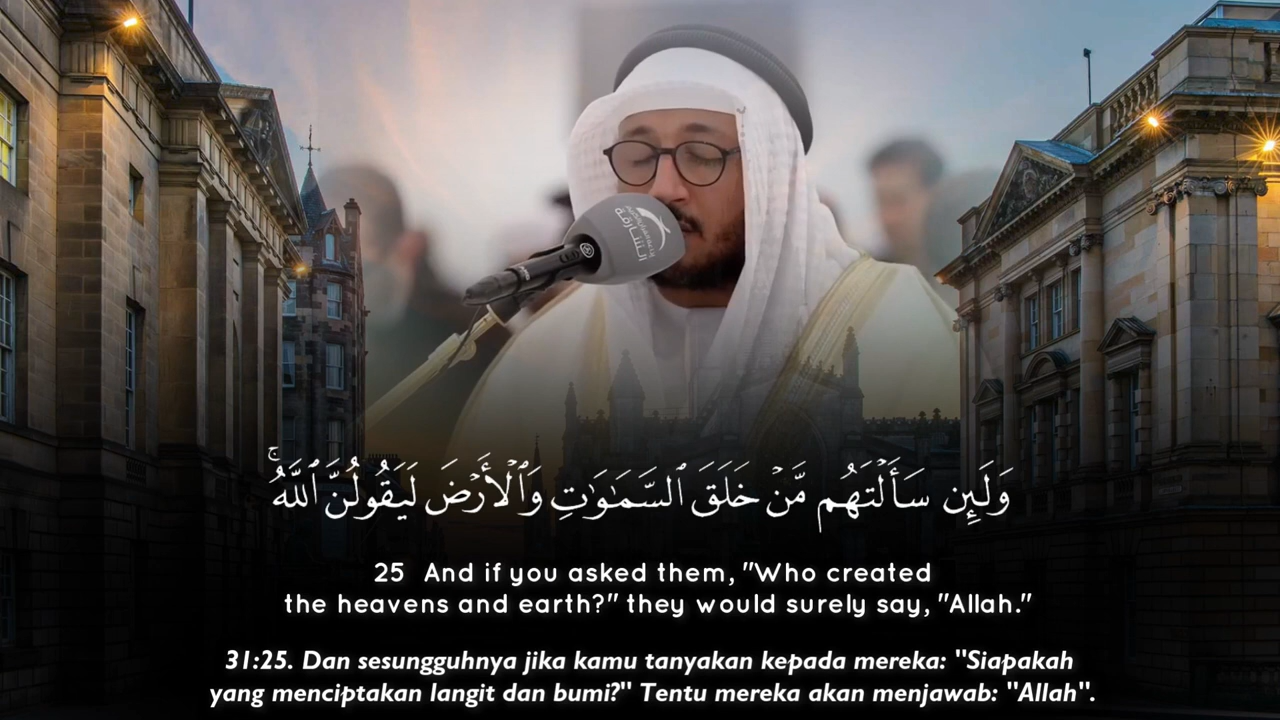 الشارقة
وَلَئِن سَأَلْتَهُم مَّنْ خَلَقَ ٱلسَّمَـٰوَٰتِ وَٱلْأَرْضَ لَيَقُولُنَّ ٱللَّهُ ۚ
25 And if you asked them, "Who created
the heavens and earth?" they would surely say, "Allah."
31:25. Dan sesungguhnya jika kamu tanyakan kepada mereka: "Siapakah
yang menciptakan langit dan bumi?" Tentu mereka akan menjawab: "Allah".